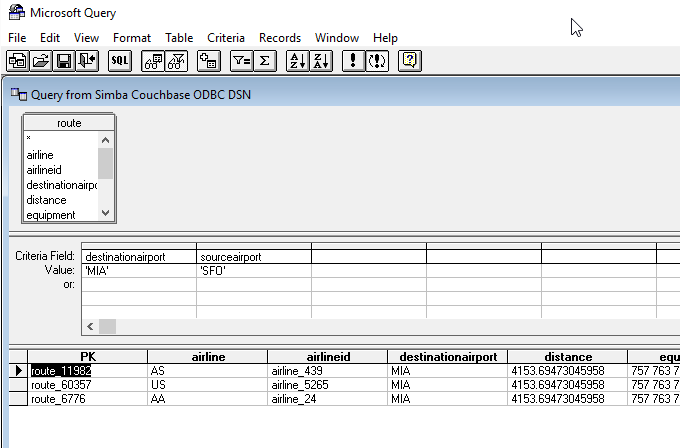 Microsoft Query
File Edit View Format Table Criteria Records Window Help
SQL A Z Z A ! (!) ?
Query from Simba Couchbase ODBC DSN
route
*
airline
airlineid
destinationairpo
distance
equipment
Criteria Field: destinationairport sourceairport
Value: 'MIA' 'SFO'
or:
PK airline airlineid destinationairport distance equ
route_11982 AS airline_439 MIA 4153.69473045958 757 763 7
route_60357 US airline_5265 MIA 4153.69473045958 757 763 7
route_6776 AA airline_24 MIA 4153.69473045958 757 763 7